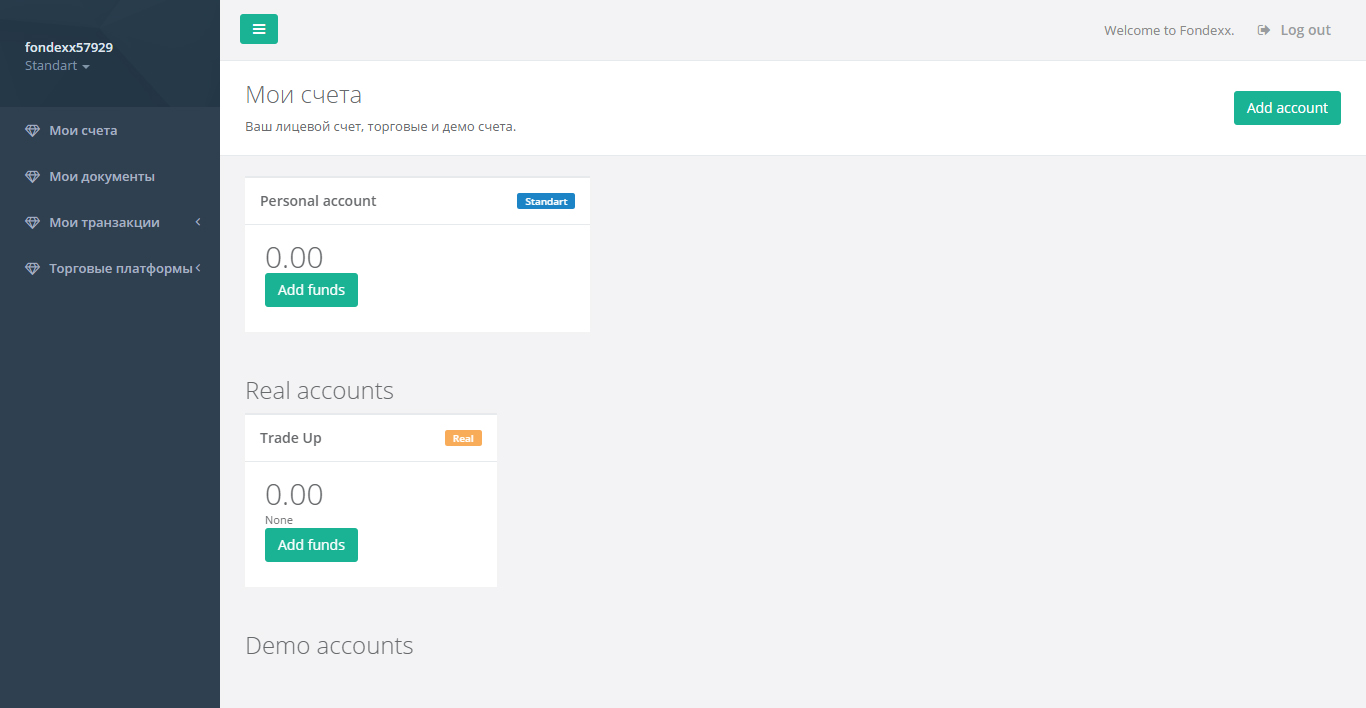 fondexx57929
Standart
Мои счета
Мои документы
Мои транзакции
Торговые платформы
Welcome to Fondexx.
Log out
Мои счета
Ваш лицевой счет, торговые и демо счета.
Add account
Personal account
Standart
0.00
Add funds
Real accounts
Trade Up
Real
0.00
None
Add funds
Demo accounts